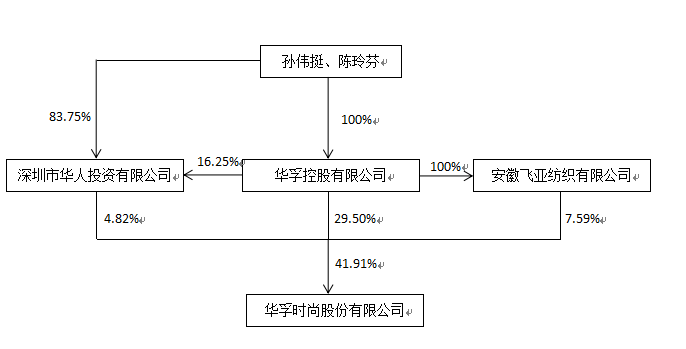 孙伟挺、陈玲芬
83.75%
100%
深圳市华人投资有限公司
16.25%
华孚控股有限公司
100%
安徽飞亚纺织有限公司
4.82%
29.50%
7.59%
41.91%
华孚时尚股份有限公司